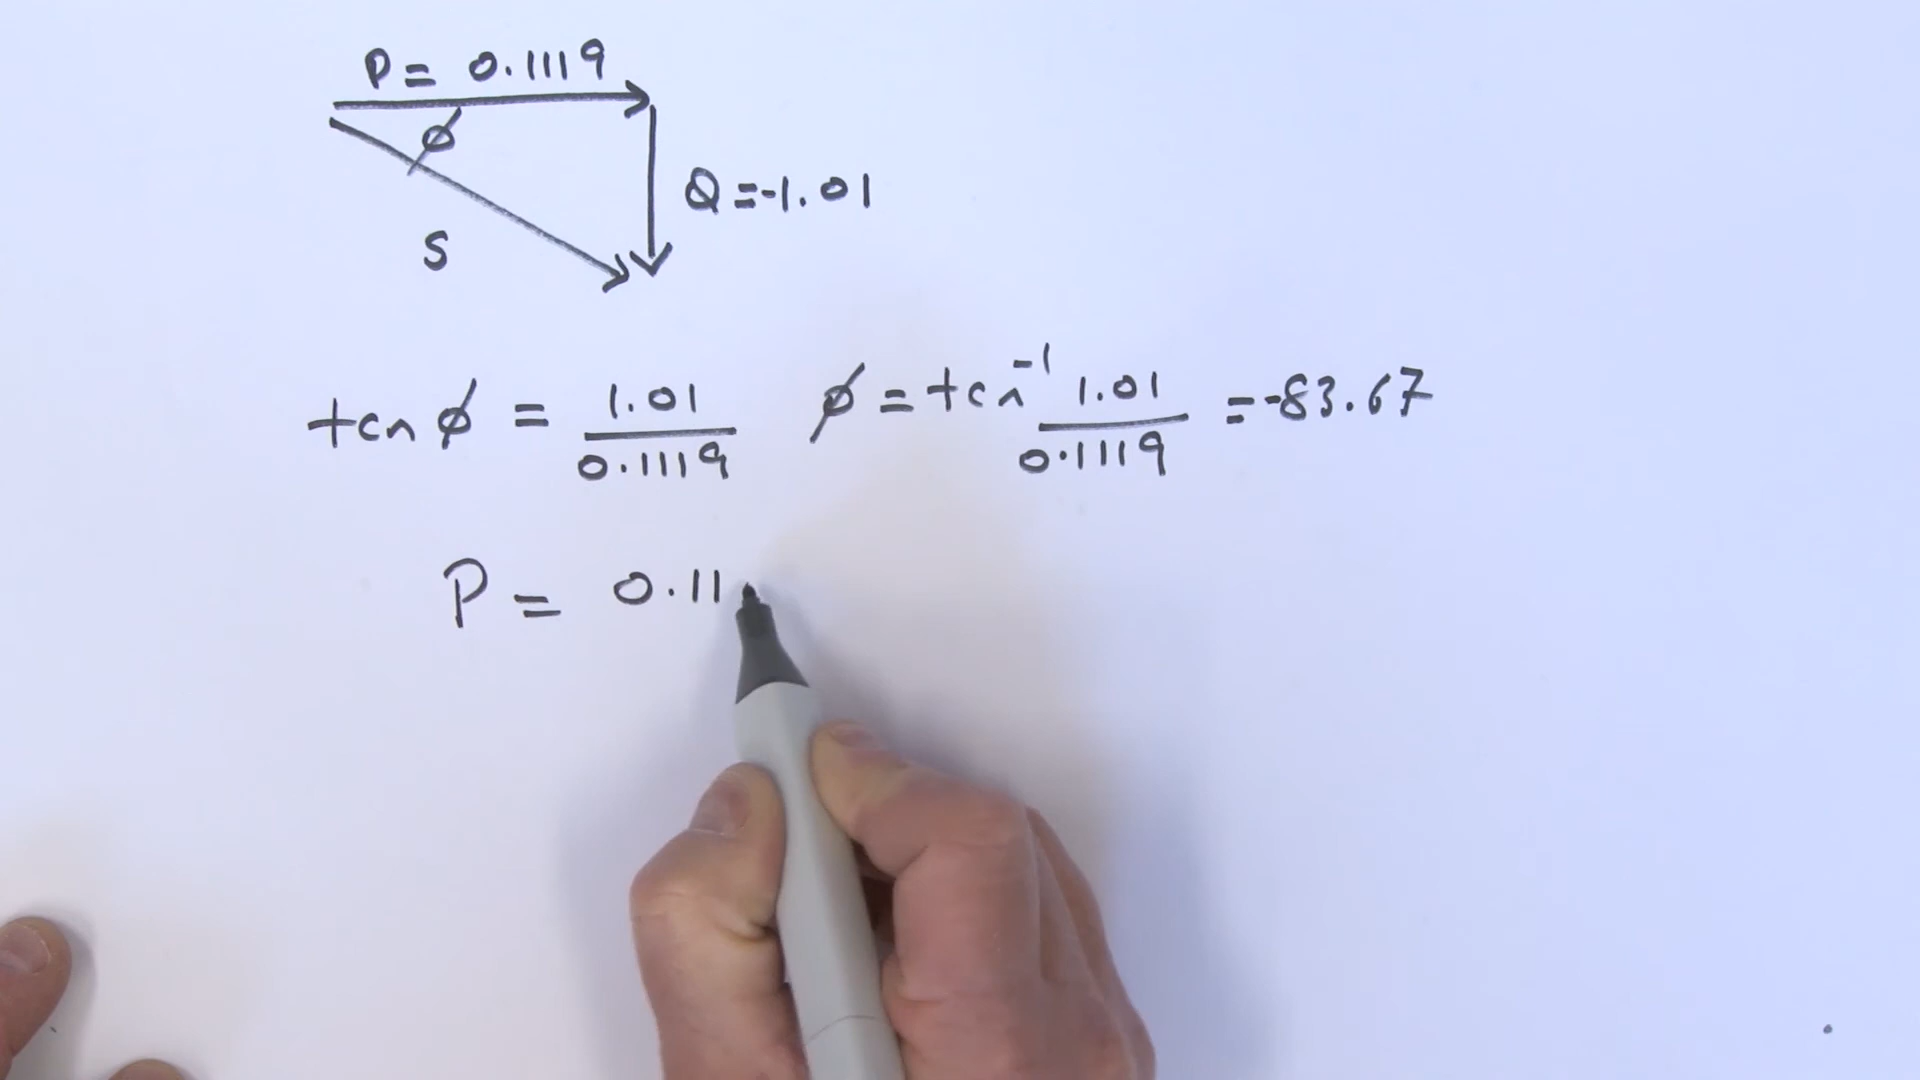 P = 0.1119
ϕ
Q = -1.01
S
tan ϕ = 1.01 / 0.1119   ϕ = tan⁻¹ 1.01 / 0.1119 = -83.67
P = 0.11